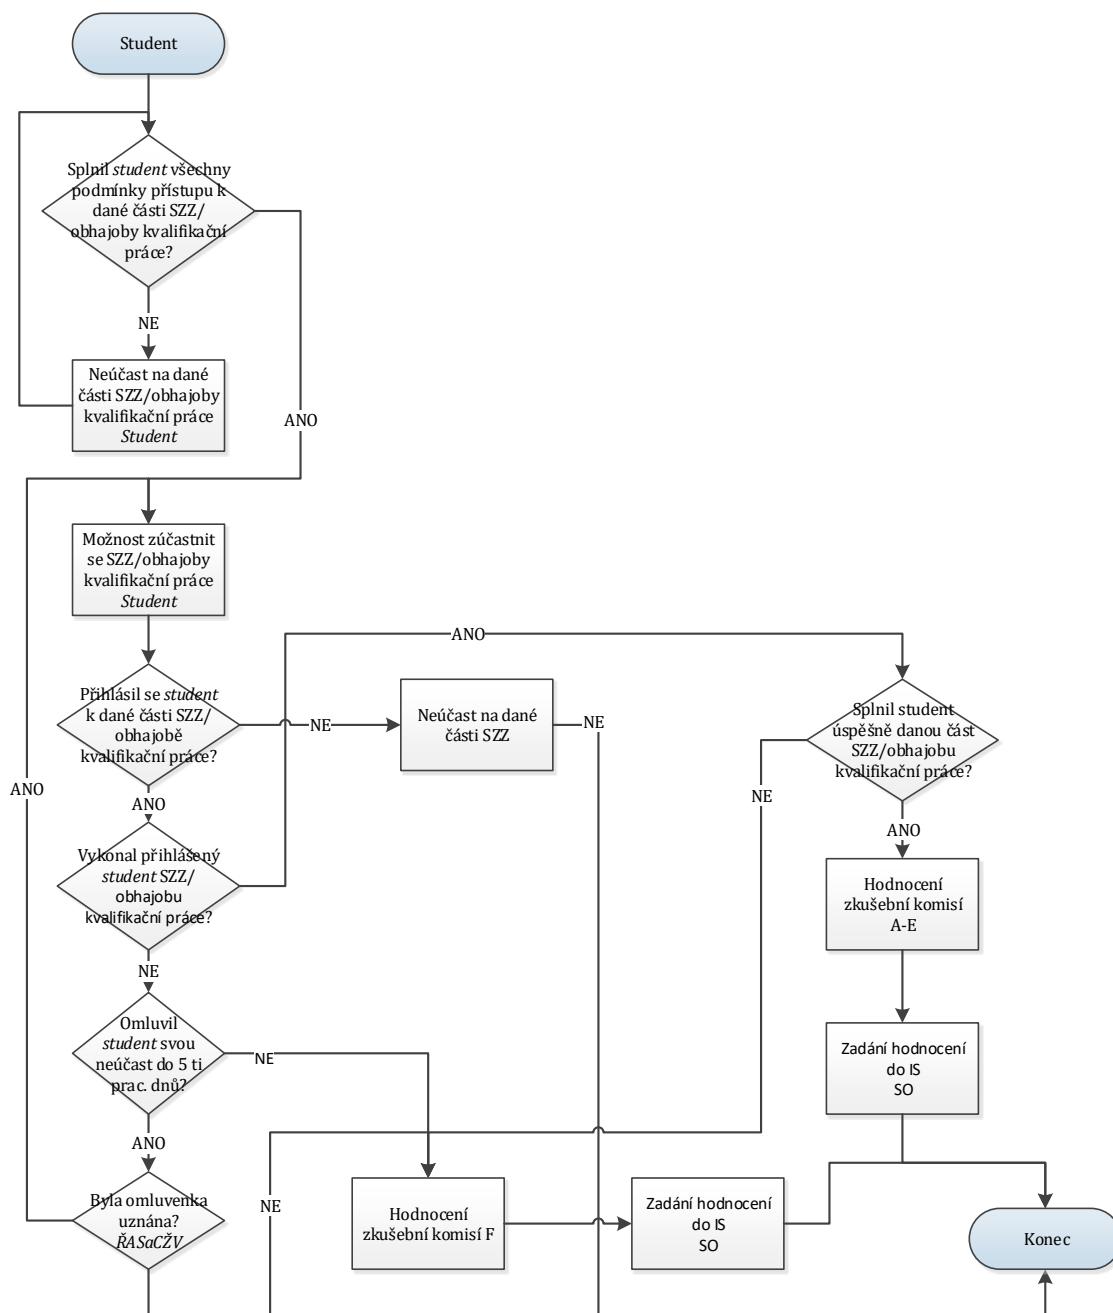 Student
Splnil student všechny
podmínky přístupu k
dané části SZZ/
obhajoby kvalifikační
práce?
NE
Neúčast na dané
části SZZ/obhajoby
kvalifikační práce
Student
ANO
Možnost zúčastnit
se SZZ/obhajoby
kvalifikační práce
Student
ANO
Přihlásil se student
k dané části SZZ/
obhajobě
kvalifikační práce?
NE
Neúčast na dané
části SZZ
NE
Splnil student
úspěšně danou část
SZZ/obhajobu
kvalifikační práce?
ANO
ANO
NE
ANO
Vykonal přihlášený
student SZZ/
obhajobu
kvalifikační práce?
Hodnocení
zkušební komisí
A-E
NE
Omluvil
student svou
neúčast do 5 ti
prac. dnů?
NE
Zadání hodnocení
do IS
SO
ANO
Byla omluvenka
uznána?
ŘASaCŽV
NE
Hodnocení
zkušební komisí F
Zadání hodnocení
do IS
SO
Konec